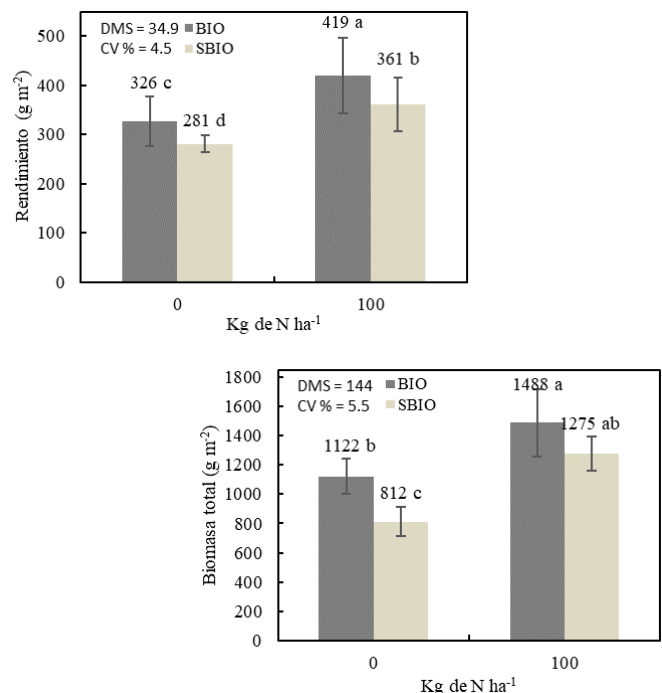 DMS = 34.9 BIO
CV % = 4.5 SBIO
500
400
300
200
100
0
Rendimiento (g m-2)
326 c
281 d
419 a
361 b
0 100
Kg de N ha-1
DMS = 144 BIO
CV % = 5.5 SBIO
1800
1600
1400
1200
1000
800
600
400
200
0
Biomasa total (g m-2)
1122 b
812 c
1488 a
1275 ab
0 100
Kg de N ha-1